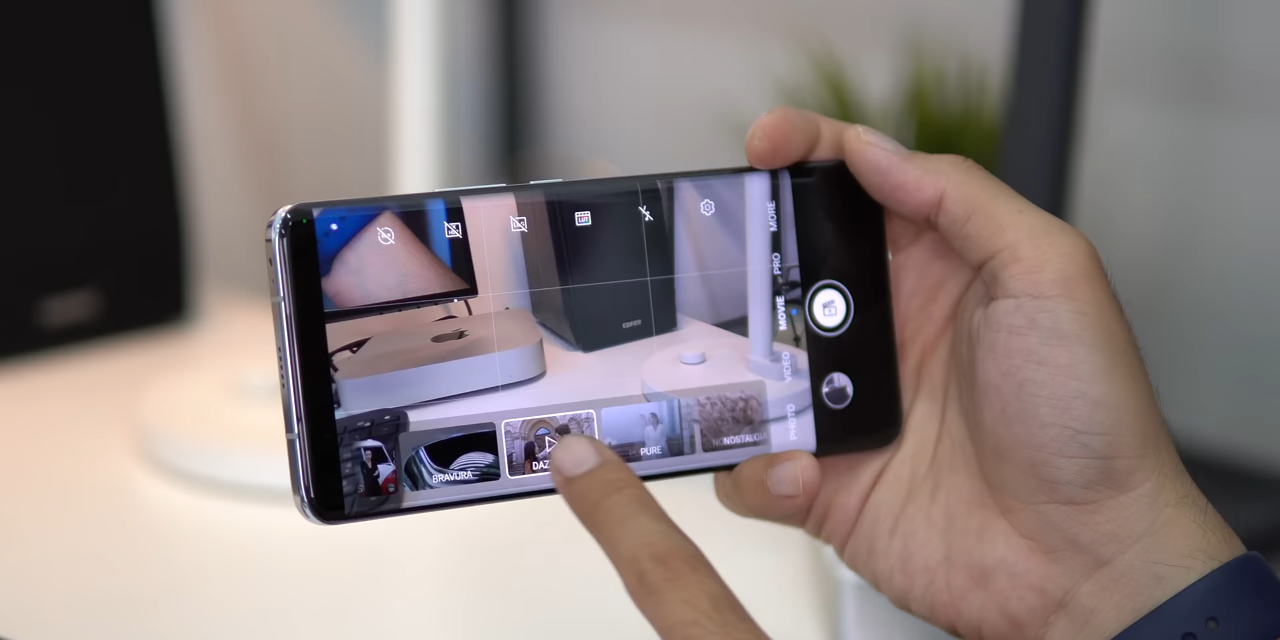 LUT
MORE
PRO
MOVIE
VIDEO
PHOTO
EDIFIER
BRAVURA
DAZ
PURE
NOSTALGIA